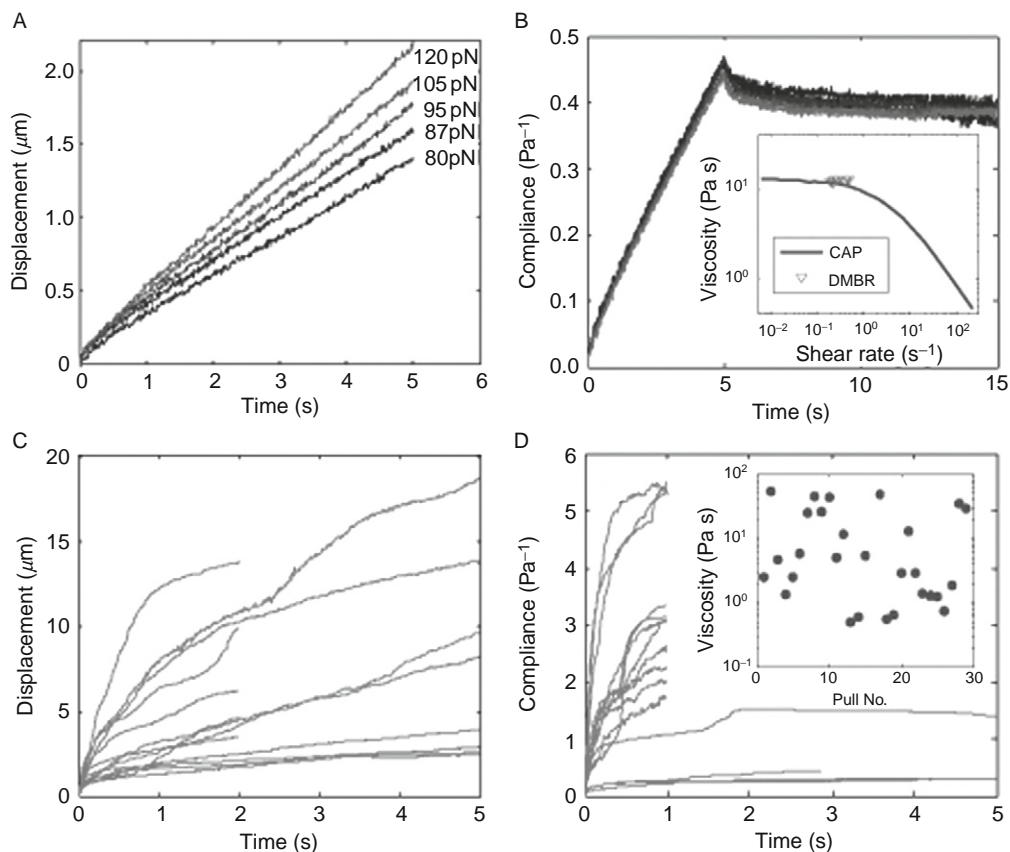 A
Displacement (μm)
2.0
1.5
1.0
0.5
0
120 pN
105 pN
95 pN
87pN
80pN
0 1 2 3 4 5 6
Time (s)
B
Compliance (Pa⁻¹)
0.5
0.4
0.3
0.2
0.1
0.0
0 5 10 15
Time (s)
Viscosity (Pa s)
10¹
10⁰
CAP
DMBR
10⁻² 10⁻¹ 10⁰ 10¹ 10²
Shear rate (s⁻¹)
C
Displacement (μm)
20
15
10
5
0
0 1 2 3 4 5
Time (s)
D
Compliance (Pa⁻¹)
6
5
4
3
2
1
0
0 1 2 3 4 5
Time (s)
Viscosity (Pa s)
10²
10¹
10⁰
10⁻¹
0 10 20 30
Pull No.